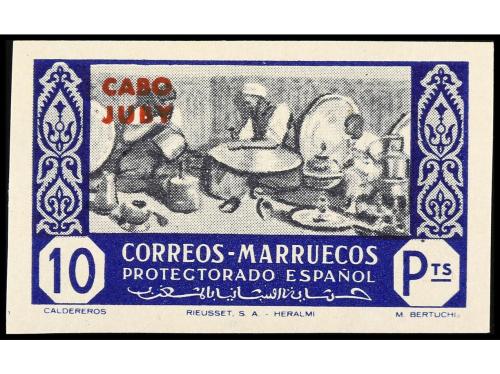 CABO
JUBY
CORREOS-MARRUECOS
PROTECTORADO ESPAÑOL
10 PTS
CALDEREROS RIEUSSET, S. A. - HERALMI M. BERTUCHI